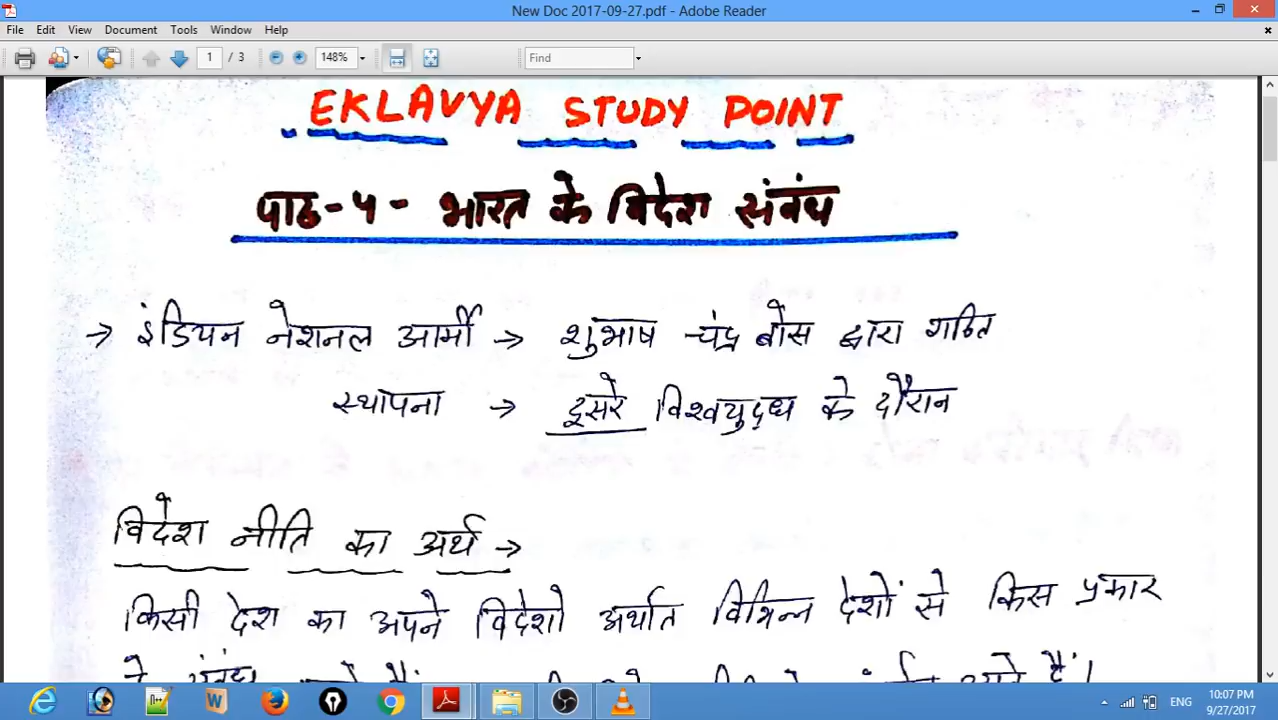 New Doc 2017-09-27.pdf - Adobe Reader
File Edit View Document Tools Window Help
1 / 3 148% Find
EKLAVYA STUDY POINT
पाठ-4- भारत के विदेश संबंध
→ इंडियन नेशनल आर्मी → शुभाष चंद्र बोस द्वारा गठित
स्थापना → दुसरे विश्वयुद्ध के दौरान
विदेश नीति का अर्थ →
किसी देश का अपने विदेशो अर्थात विभिन्न देशों से किस प्रकार
ENG 10:07 PM
9/27/2017